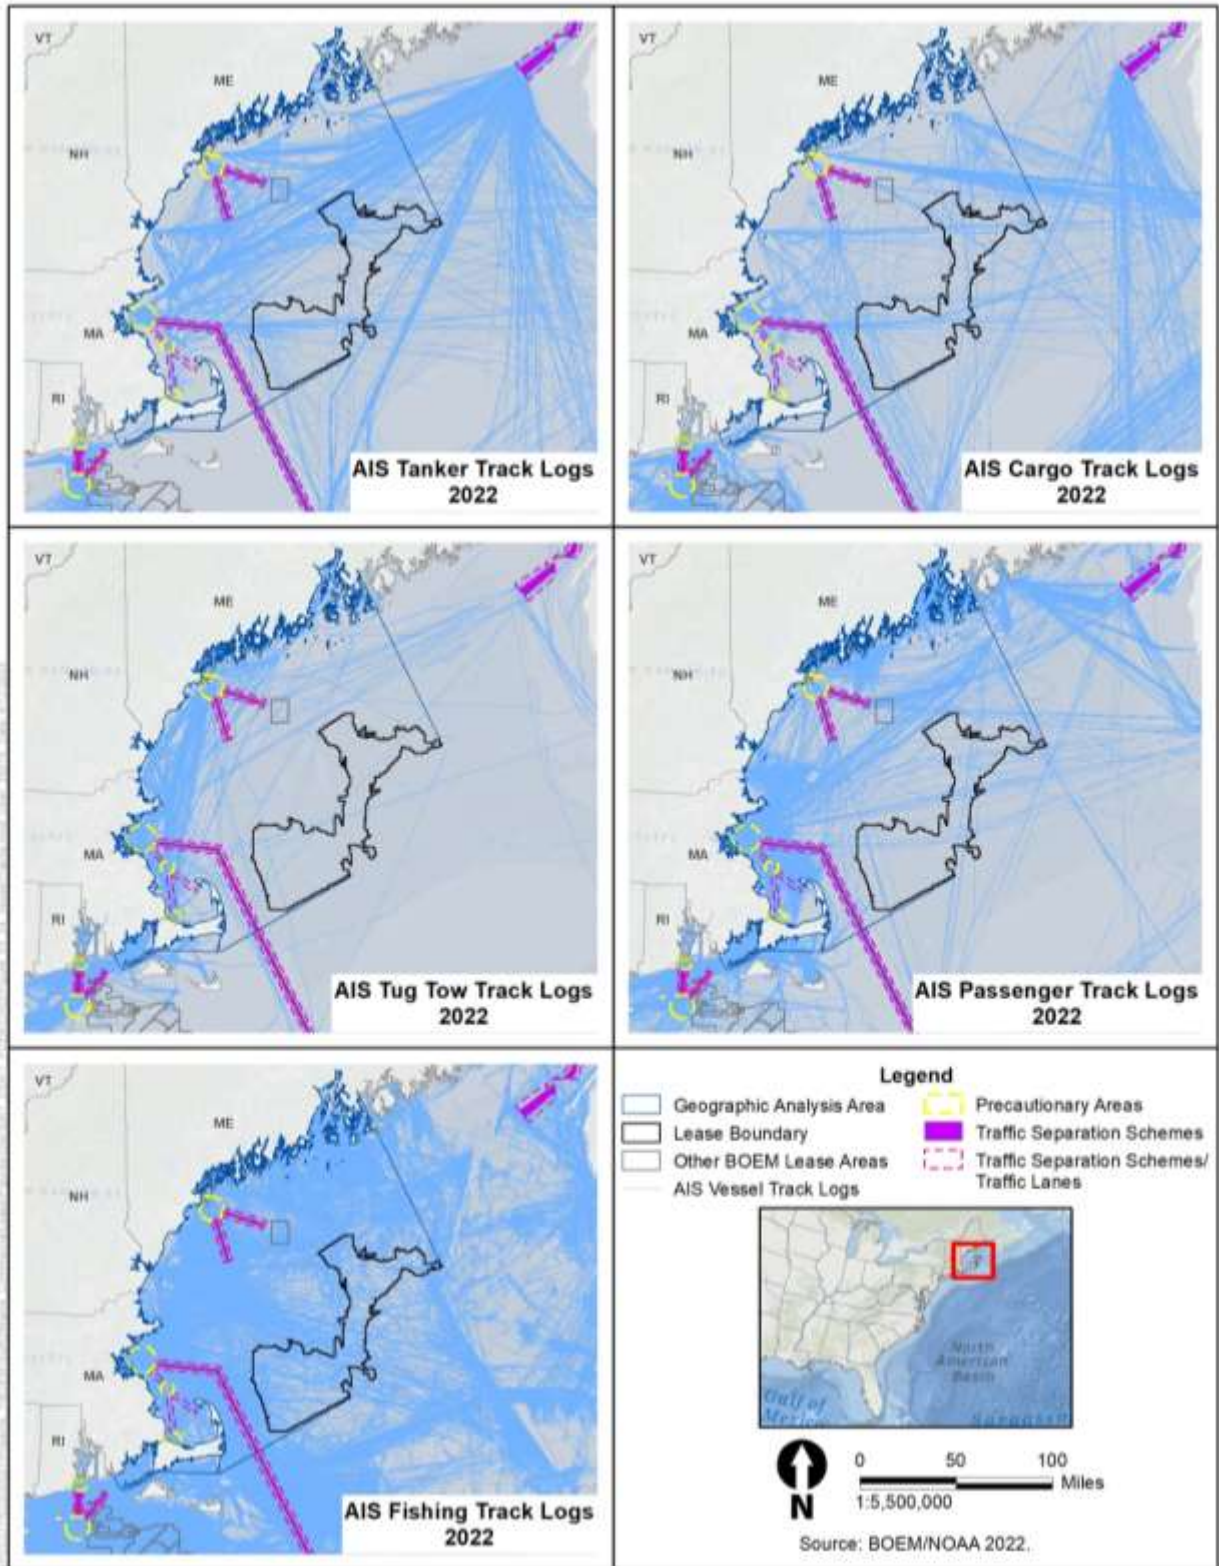 VT
ME
NH
MA
RI
AIS Tanker Track Logs
2022
VT
ME
NH
MA
RI
AIS Cargo Track Logs
2022
VT
ME
NH
MA
RI
AIS Tug Tow Track Logs
2022
VT
ME
NH
MA
RI
AIS Passenger Track Logs
2022
VT
ME
NH
MA
RI
AIS Fishing Track Logs
2022
Legend
Geographic Analysis Area
Lease Boundary
Other BOEM Lease Areas
AIS Vessel Track Logs
Precautionary Areas
Traffic Separation Schemes
Traffic Separation Schemes/
Traffic Lanes
North
American
Basin
Gulf of
N
0 50 100
Miles
1:5,500,000
Source: BOEM/NOAA 2022.